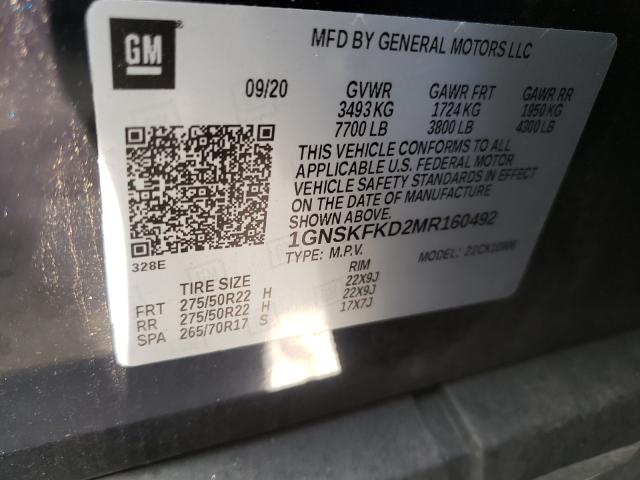 GM
MFD BY GENERAL MOTORS LLC
09/20 GVWR GAWR FRT GAWR RR
3493 KG 1724 KG 1950 KG
7700 LB 3800 LB 4300 LB
THIS VEHICLE CONFORMS TO ALL
APPLICABLE U.S. FEDERAL MOTOR
VEHICLE SAFETY STANDARDS IN EFFECT
ON THE DATE OF MANUFACTURE
SHOWN ABOVE.
1GNSKFKD2MR160492
TYPE: M.P.V. MODEL:
328E
TIRE SIZE RIM
FRT 275/50R22 H 22X9J
RR 275/50R22 H 22X9J
SPA 265/70R17 S 17X7J